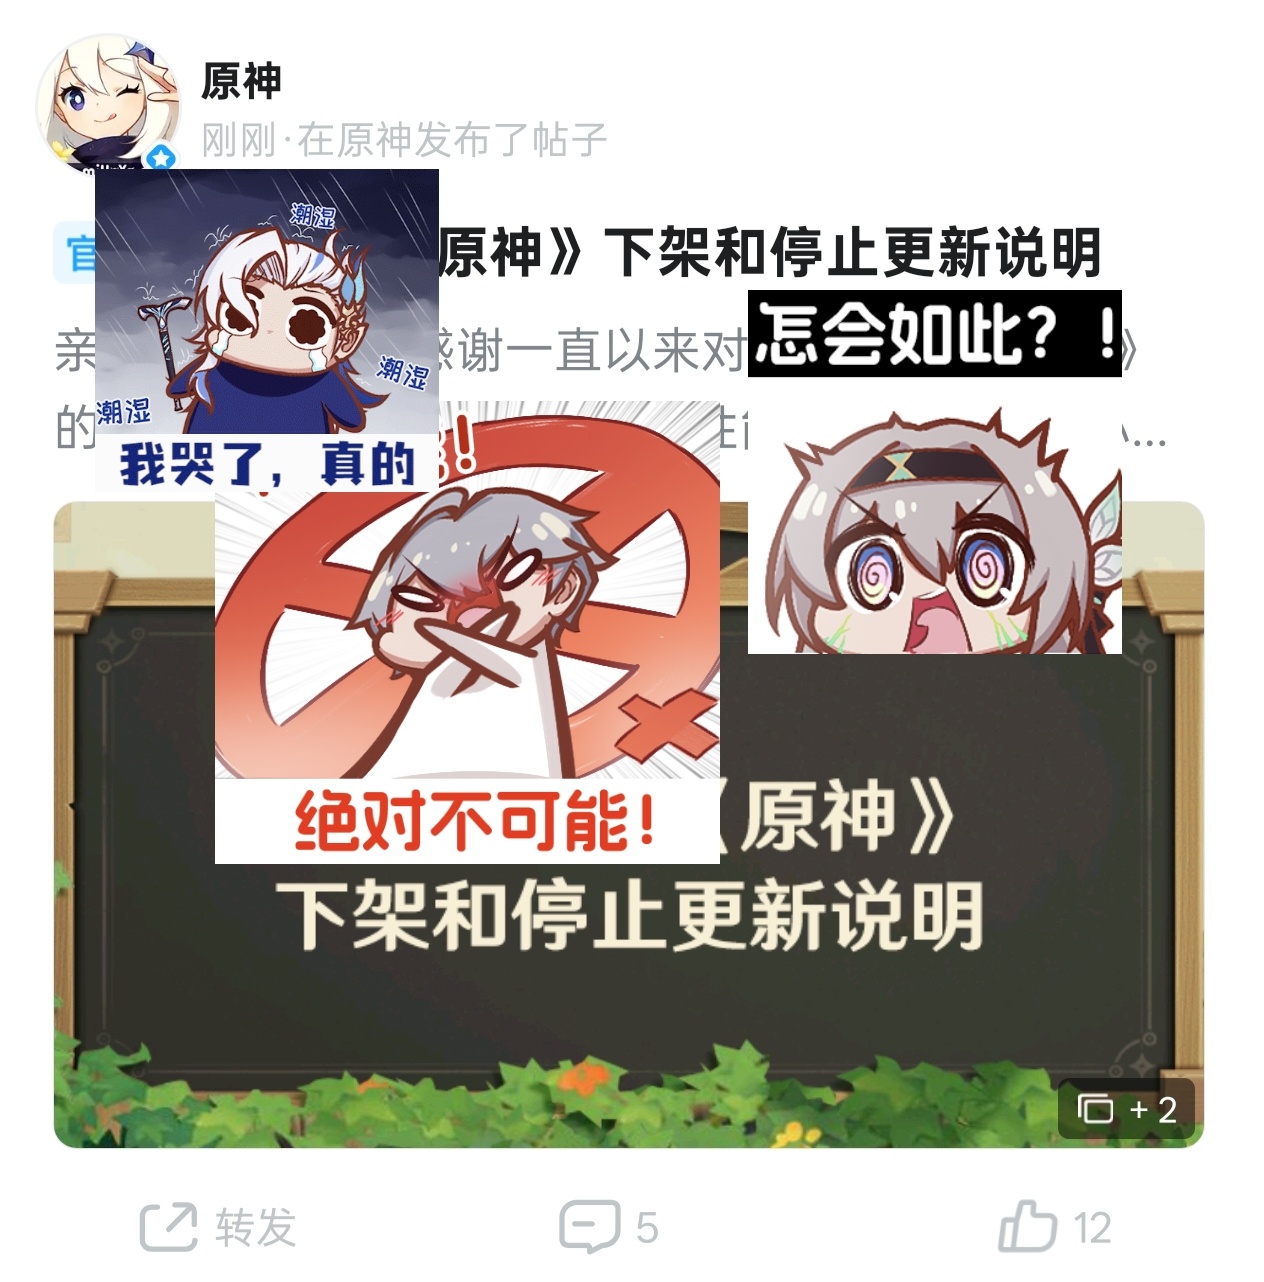 原神
刚刚·在原神发布了帖子
官
原神》下架和停止更新说明
潮湿
潮湿
潮湿
我哭了，真的
怎会如此？！
亲
感谢一直以来对
》
的
...
!
绝对不可能！
《原神》
下架和停止更新说明
+ 2
转发
5
12